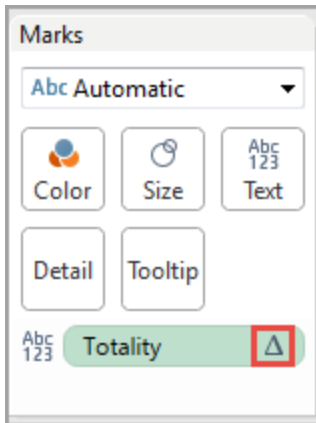 Marks
Abc Automatic
Abc
123
Color
Size
Text
Detail
Tooltip
Abc
123
Totality
Δ